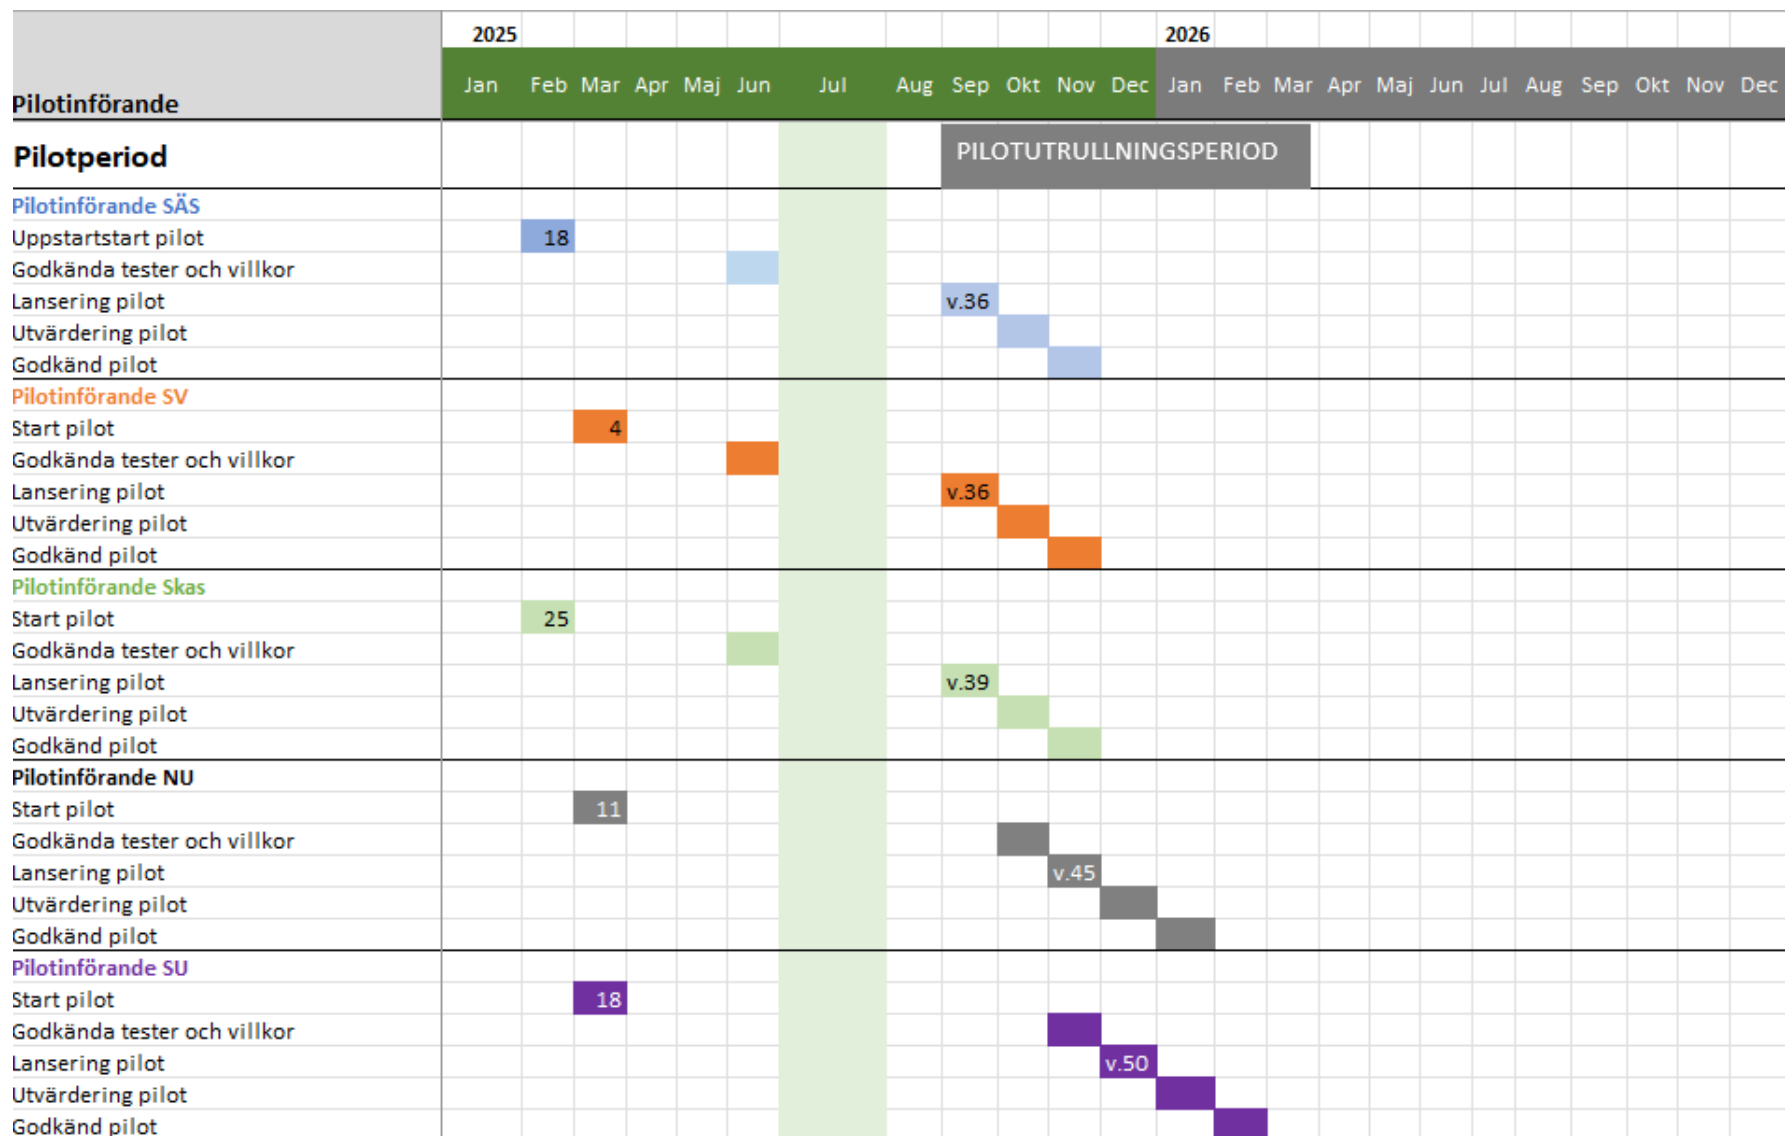 2025 2026
Pilotinförande Jan Feb Mar Apr Maj Jun Jul Aug Sep Okt Nov Dec Jan Feb Mar Apr Maj Jun Jul Aug Sep Okt Nov Dec
Pilotperiod PILOTUTRULLNINGSPERIOD
Pilotinförande SÄS
Uppstartstart pilot 18
Godkända tester och villkor
Lansering pilot v.36
Utvärdering pilot
Godkänd pilot
Pilotinförande SV
Start pilot 4
Godkända tester och villkor
Lansering pilot v.36
Utvärdering pilot
Godkänd pilot
Pilotinförande Skas
Start pilot 25
Godkända tester och villkor
Lansering pilot v.39
Utvärdering pilot
Godkänd pilot
Pilotinförande NU
Start pilot 11
Godkända tester och villkor
Lansering pilot v.45
Utvärdering pilot
Godkänd pilot
Pilotinförande SU
Start pilot 18
Godkända tester och villkor
Lansering pilot v.50
Utvärdering pilot
Godkänd pilot